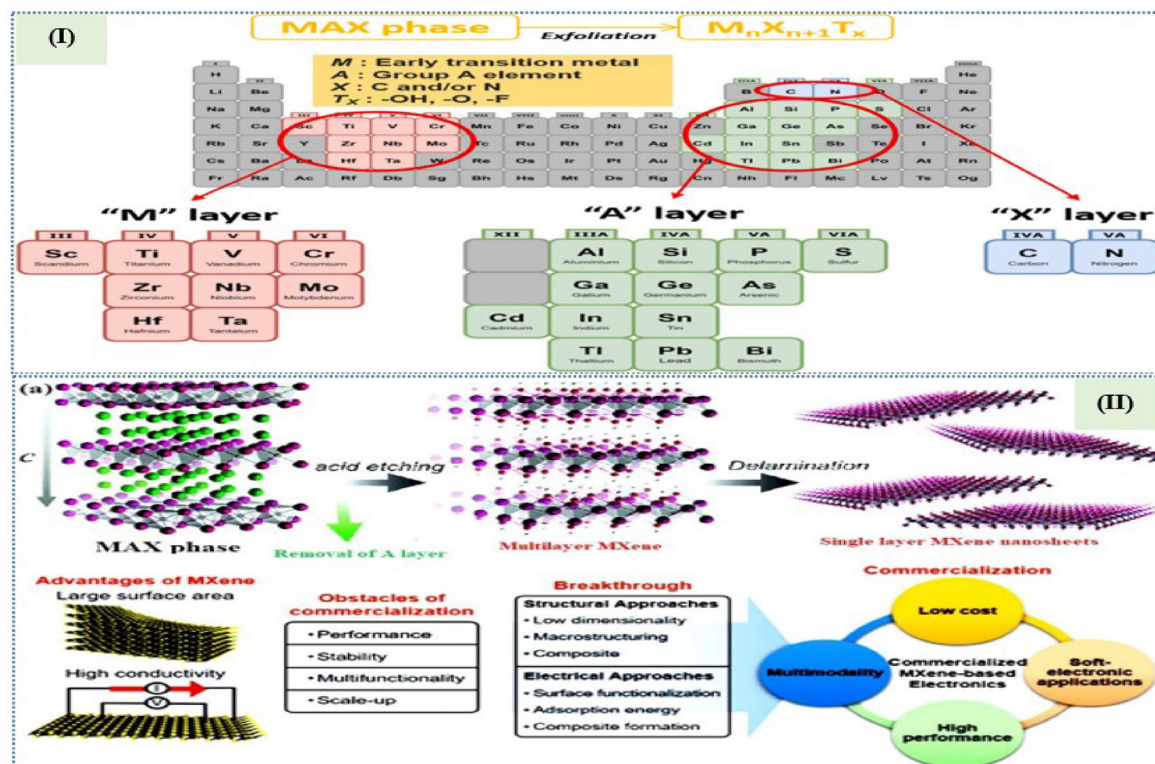 (I)
MAX phase
Exfoliation
MnXn+1Tx
M : Early transition metal
A : Group A element
X : C and/or N
Tx : -OH, -O, -F
H He
Li Be B C N O F Ne
Na Mg Al Si P S Cl Ar
K Ca Sc Ti V Cr Mn Fe Co Ni Cu Zn Ga Ge As Se Br Kr
Rb Sr Y Zr Nb Mo Tc Ru Rh Pd Ag Cd In Sn Sb Te I Xe
Cs Ba Hf Ta W Re Os Ir Pt Au Hg Tl Pb Bi Po At Rn
Fr Ra Ac Rf Db Sg Bh Hs Mt Ds Rg Cn Nh Fl Mc Lv Ts Og
“M” layer
III IV V VI
Sc Ti V Cr
Scandium Titanium Vanadium Chromium
Zr Nb Mo
Zirconium Niobium Molybdenum
Hf Ta
Hafnium Tantalum
“A” layer
XII IIIA IVA VA VIA
Al Si P S
Aluminium Silicon Phosphorus Sulfur
Ga Ge As
Gallium Germanium Arsenic
Cd In Sn
Cadmium Indium Tin
Tl Pb Bi
Thallium Lead Bismuth
“X” layer
IVA VA
C N
Carbon Nitrogen
(II)
(a)
C
acid etching
Delamination
MAX phase
Removal of A layer
Multilayer MXene
Single layer MXene nanosheets
Advantages of MXene
Large surface area
High conductivity
I
V
Obstacles of
commercialization
• Performance
• Stability
• Multifunctionality
• Scale-up
Breakthrough
Structural Approaches
• Low dimensionality
• Macrostructuring
• Composite
Electrical Approaches
• Surface functionalization
• Adsorption energy
• Composite formation
Commercialization
Low cost
Multimodality
Commercialized
MXene-based
Electronics
Soft-
electronic
applications
High
performance